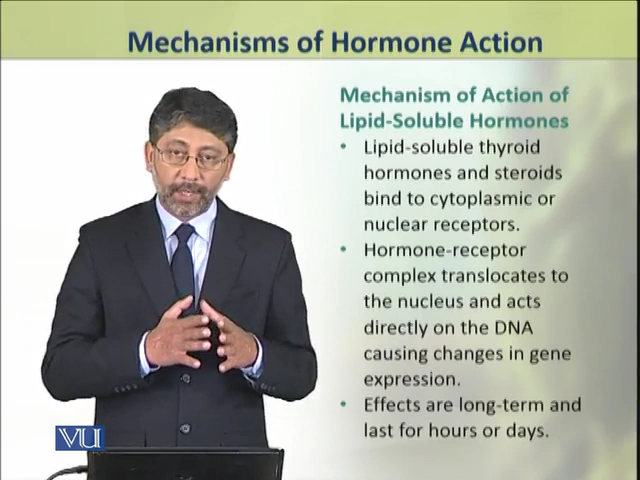 Mechanisms of Hormone Action
Mechanism of Action of
Lipid-Soluble Hormones
• Lipid-soluble thyroid
hormones and steroids
bind to cytoplasmic or
nuclear receptors.
• Hormone-receptor
complex translocates to
the nucleus and acts
directly on the DNA
causing changes in gene
expression.
• Effects are long-term and
last for hours or days.
VU